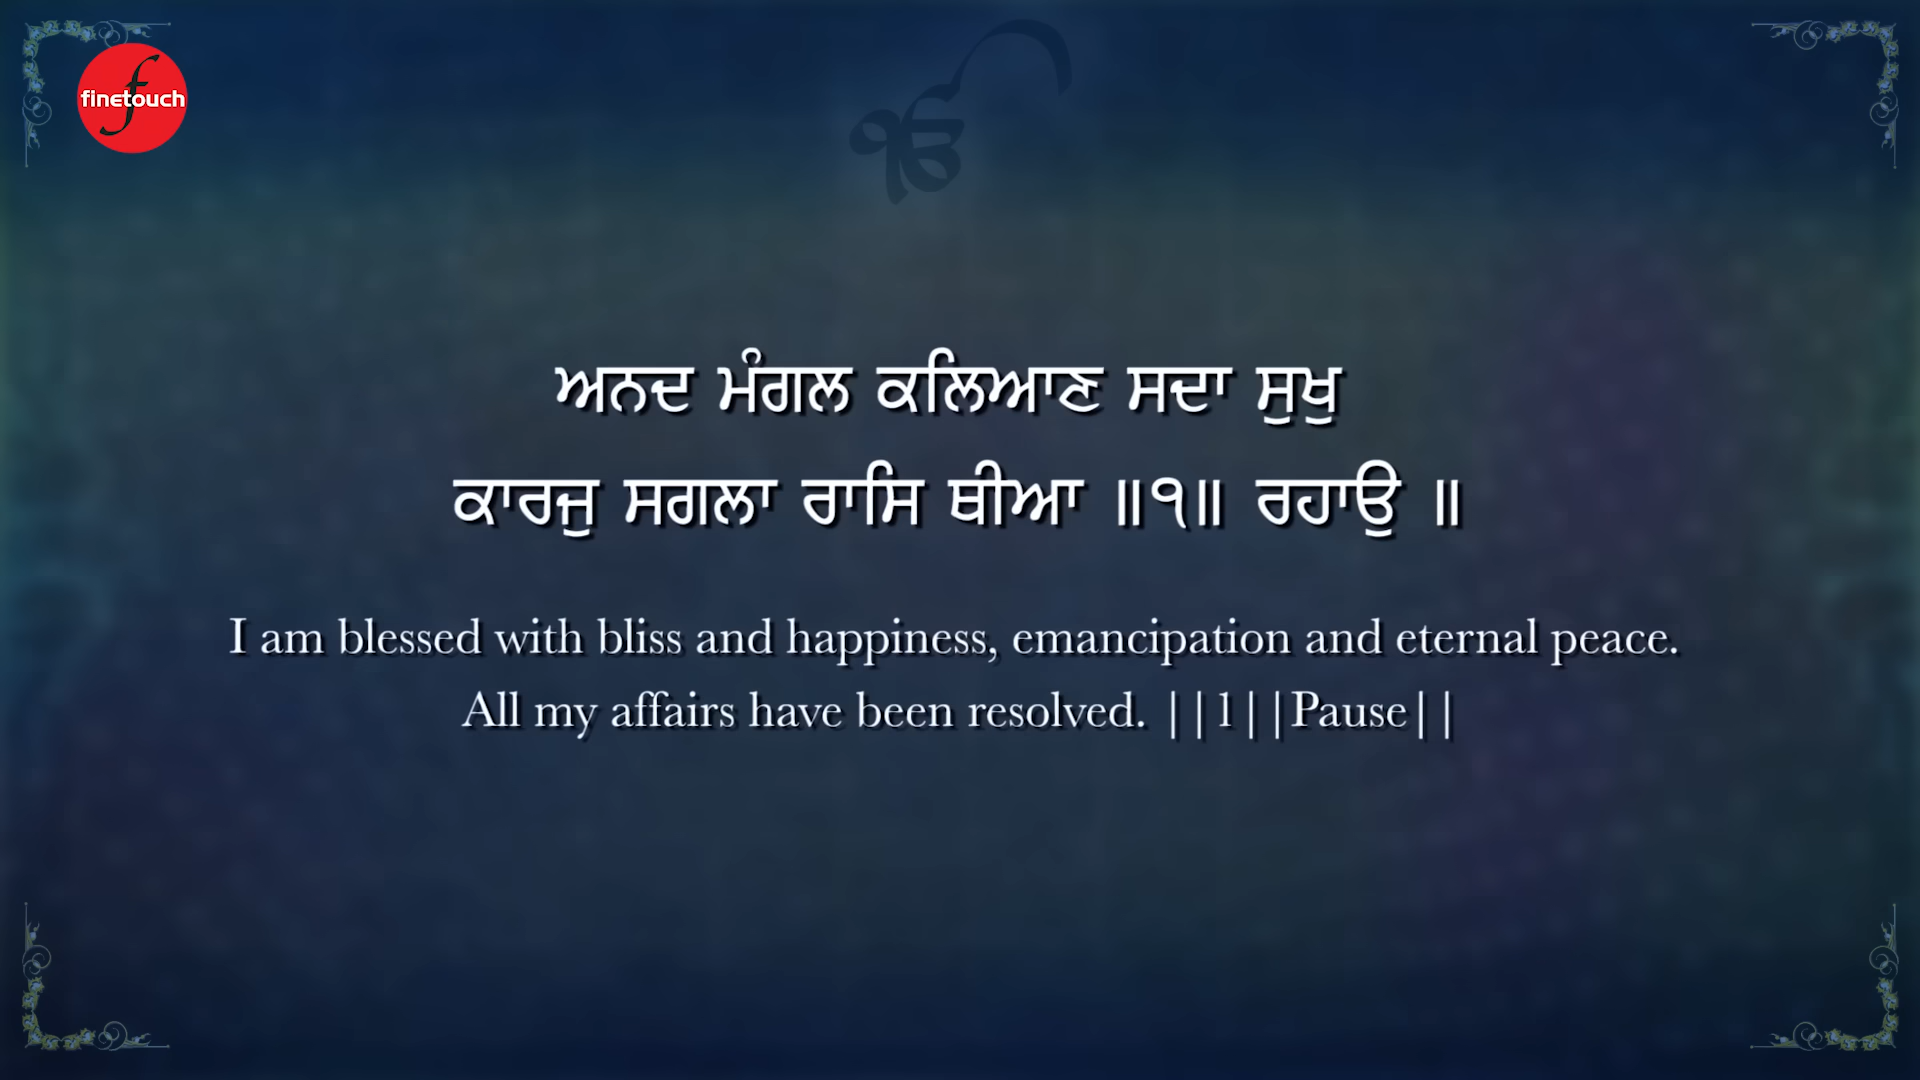 finetouch
ੴ
ਅਨਦ ਮੰਗਲ ਕਲਿਆਣ ਸਦਾ ਸੁਖੁ
ਕਾਰਜੁ ਸਗਲਾ ਰਾਸਿ ਥੀਆ ॥੧॥ ਰਹਾਉ ॥
I am blessed with bliss and happiness, emancipation and eternal peace.
All my affairs have been resolved. ||1||Pause||